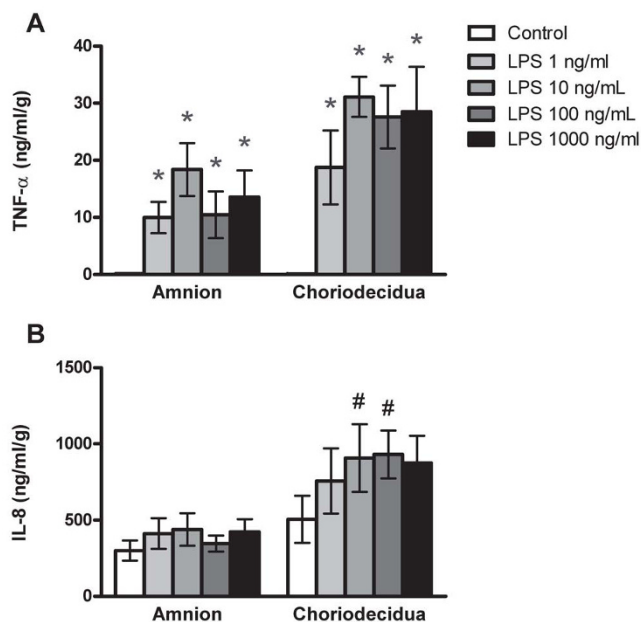 A
Control
LPS 1 ng/ml
LPS 10 ng/mL
LPS 100 ng/mL
LPS 1000 ng/ml
TNF-α (ng/ml/g)
40
30
20
10
0
* * * * * * * *
Amnion Choriodecidua
B
IL-8 (ng/ml/g)
1500
1000
500
0
# #
Amnion Choriodecidua